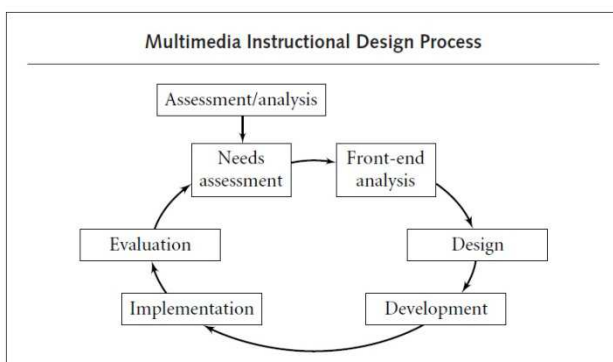 Multimedia Instructional Design Process
Assessment/analysis
Needs
assessment
Front-end
analysis
Evaluation
Design
Implementation
Development